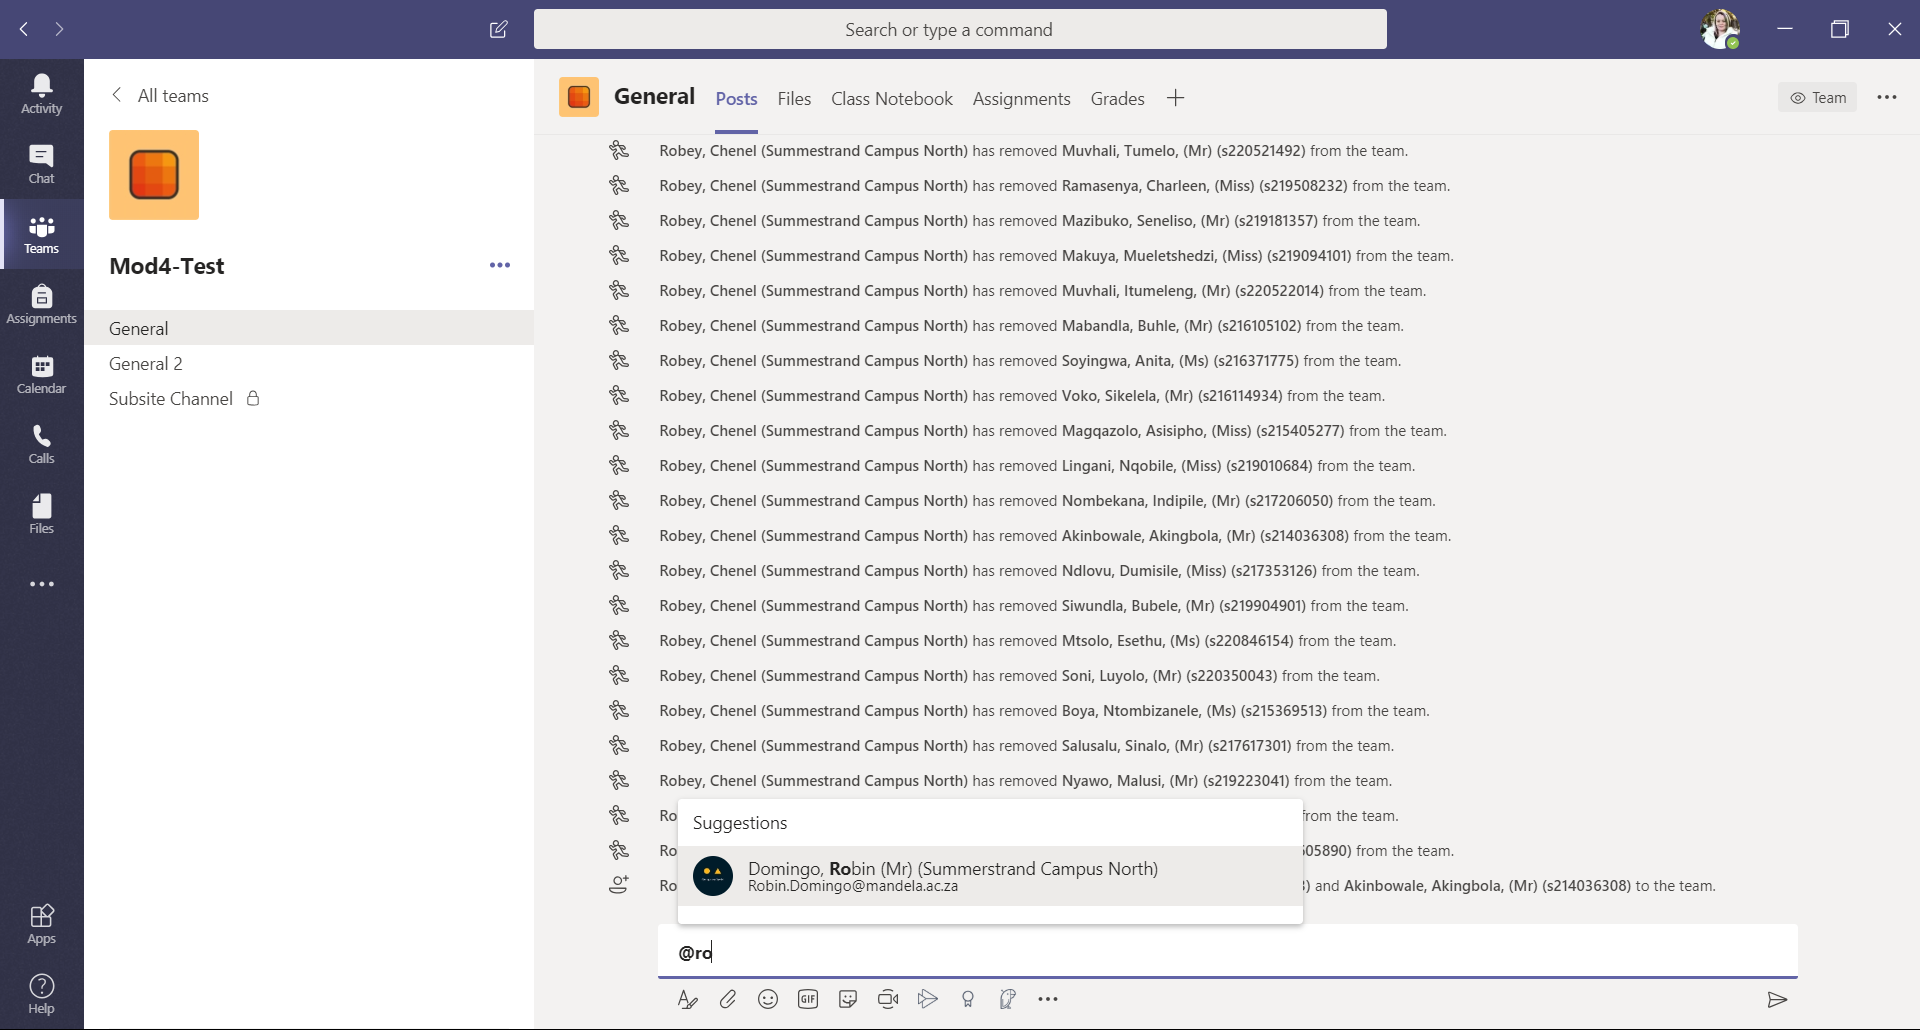 Search or type a command
Activity
Chat
Teams
Assignments
Calendar
Calls
Files
Apps
Help
All teams
Mod4-Test
General
General 2
Subsite Channel
General Posts Files Class Notebook Assignments Grades
Team
Robey, Chenel (Summestrand Campus North) has removed Muvhali, Tumelo, (Mr) (s220521492) from the team.
Robey, Chenel (Summestrand Campus North) has removed Ramasenya, Charleen, (Miss) (s219508232) from the team.
Robey, Chenel (Summestrand Campus North) has removed Mazibuko, Seneliso, (Mr) (s219181357) from the team.
Robey, Chenel (Summestrand Campus North) has removed Makuya, Mueletshedzi, (Miss) (s219094101) from the team.
Robey, Chenel (Summestrand Campus North) has removed Muvhali, Itumeleng, (Mr) (s220522014) from the team.
Robey, Chenel (Summestrand Campus North) has removed Mabandla, Buhle, (Mr) (s216105102) from the team.
Robey, Chenel (Summestrand Campus North) has removed Soyingwa, Anita, (Ms) (s216371775) from the team.
Robey, Chenel (Summestrand Campus North) has removed Voko, Sikelela, (Mr) (s216114934) from the team.
Robey, Chenel (Summestrand Campus North) has removed Magqazolo, Asisipho, (Miss) (s215405277) from the team.
Robey, Chenel (Summestrand Campus North) has removed Lingani, Nqobile, (Miss) (s219010684) from the team.
Robey, Chenel (Summestrand Campus North) has removed Nombekana, Indipile, (Mr) (s217206050) from the team.
Robey, Chenel (Summestrand Campus North) has removed Akinbowale, Akingbola, (Mr) (s214036308) from the team.
Robey, Chenel (Summestrand Campus North) has removed Ndlovu, Dumisile, (Miss) (s217353126) from the team.
Robey, Chenel (Summestrand Campus North) has removed Siwundla, Bubele, (Mr) (s219904901) from the team.
Robey, Chenel (Summestrand Campus North) has removed Mtsolo, Esethu, (Ms) (s220846154) from the team.
Robey, Chenel (Summestrand Campus North) has removed Soni, Luyolo, (Mr) (s220350043) from the team.
Robey, Chenel (Summestrand Campus North) has removed Boya, Ntombizanele, (Ms) (s215369513) from the team.
Robey, Chenel (Summestrand Campus North) has removed Salusalu, Sinalo, (Mr) (s217617301) from the team.
Robey, Chenel (Summestrand Campus North) has removed Nyawo, Malusi, (Mr) (s219223041) from the team.
Ro from the team.
Ro 605890) from the team.
Ro ) and Akinbowale, Akingbola, (Mr) (s214036308) to the team.
Suggestions
Domingo, Robin (Mr) (Summerstrand Campus North)
Robin.Domingo@mandela.ac.za
@ro
GIF